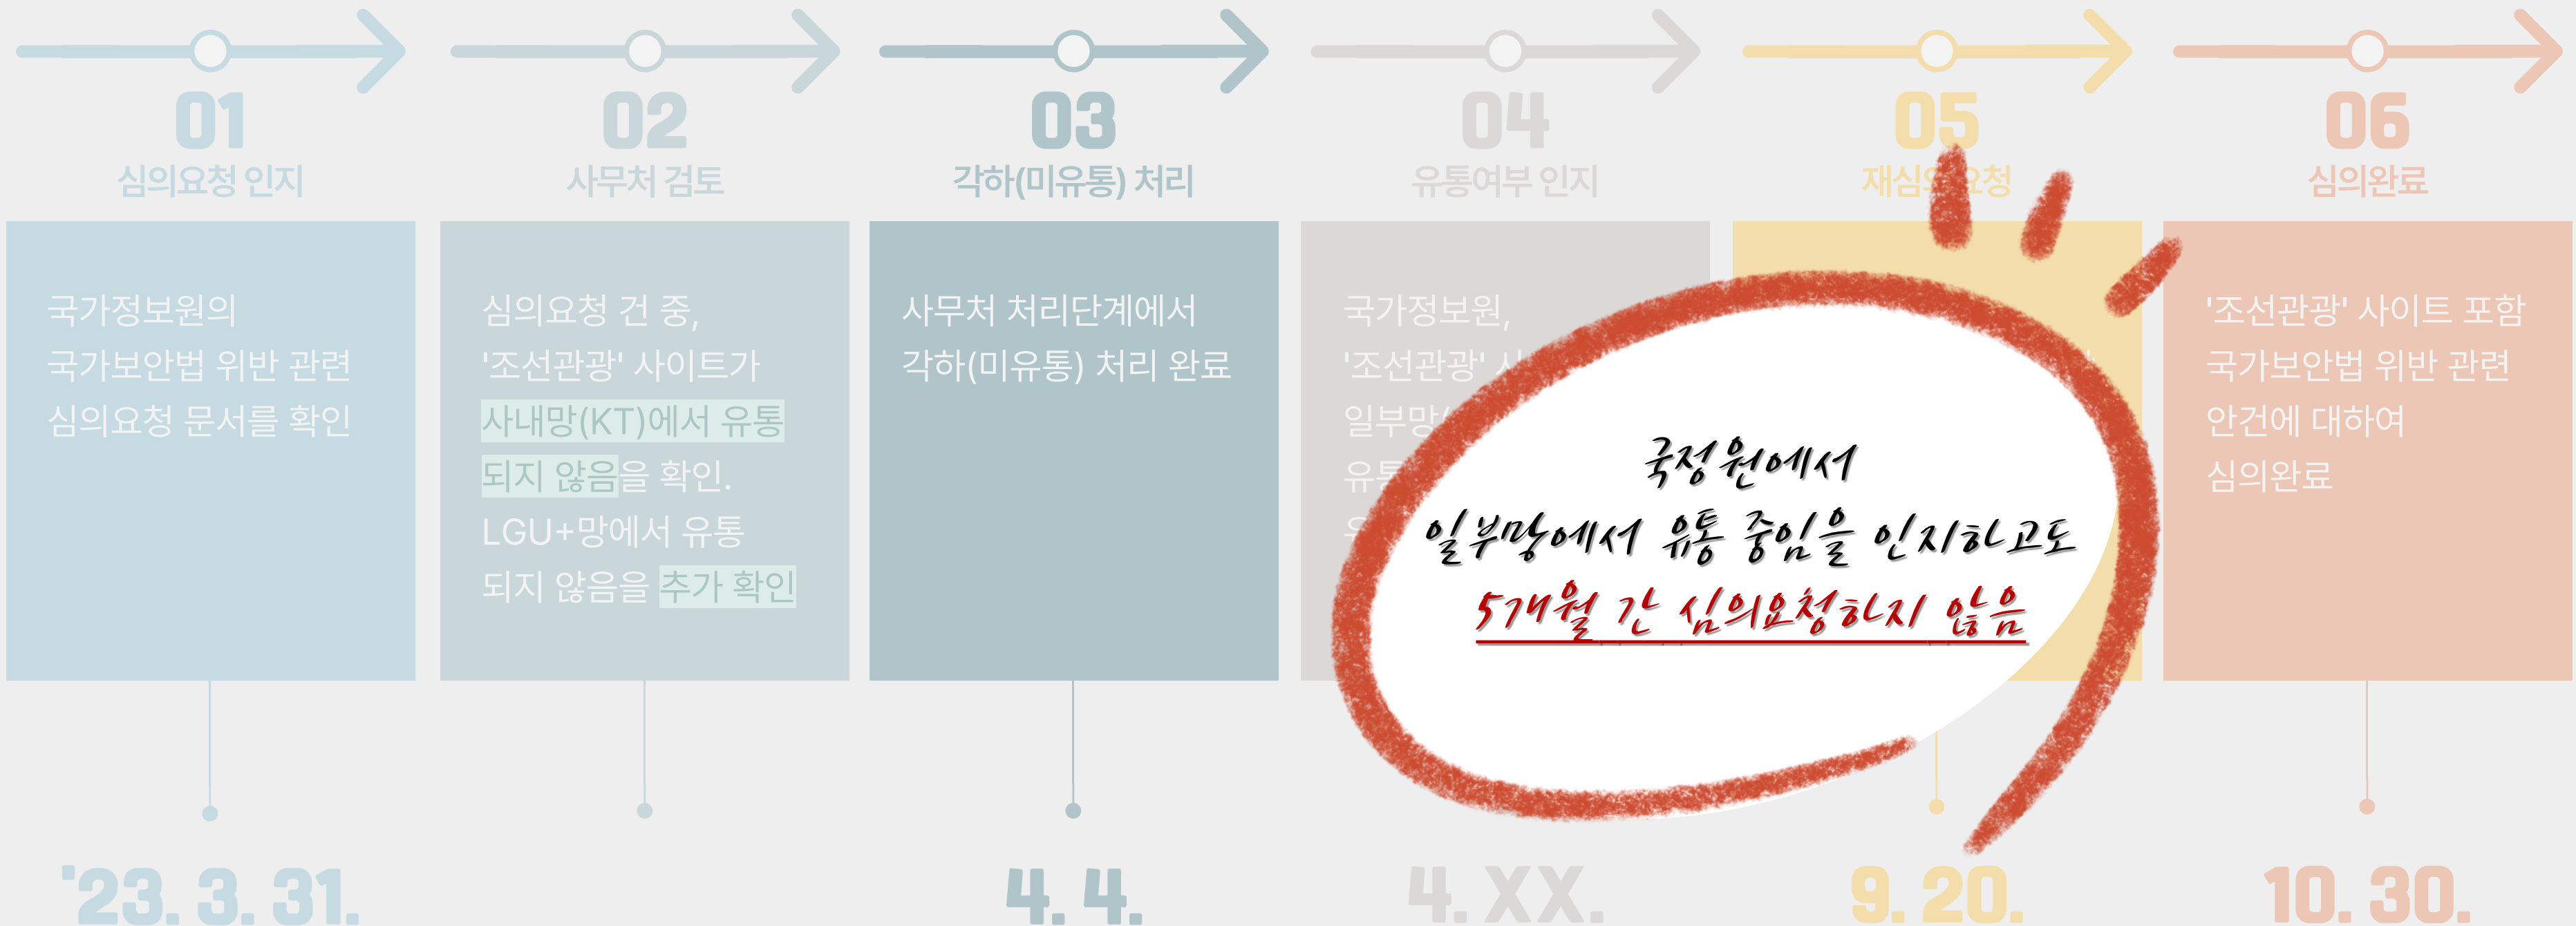 01
심의요청 인지
국가정보원의
국가보안법 위반 관련
심의요청 문서를 확인
'23. 3. 31.
02
사무처 검토
심의요청 건 중,
'조선관광' 사이트가
사내망(KT)에서 유통
되지 않음을 확인.
LGU+망에서 유통
되지 않음을 추가 확인
03
각하(미유통) 처리
사무처 처리단계에서
각하(미유통) 처리 완료
4. 4.
04
유통여부 인지
국가정보원,
'조선관광'
일부망
4. XX.
05
9. 20.
국정원에서
일부망에서 유통 중임을 인지하고도
5개월 간 심의요청하지 않음
06
심의완료
'조선관광' 사이트 포함
국가보안법 위반 관련
안건에 대하여
심의완료
10. 30.